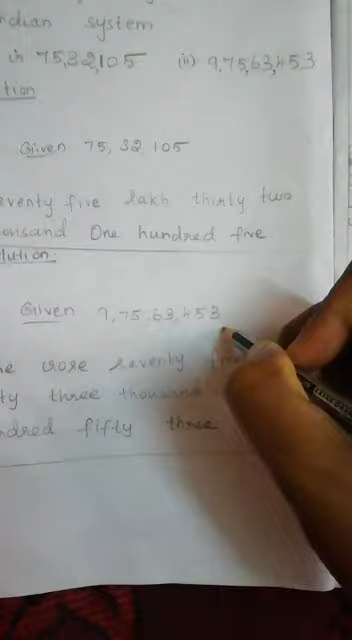 ndian system
in 75,32,105 (ii) 9,75,63,453
tion
Given 75, 32 105
eventy five lakh thirty two
ousand One hundred five
lution.
Given 9,75,63,453
ne crore seventy
ty three thousand
ndred fifty three